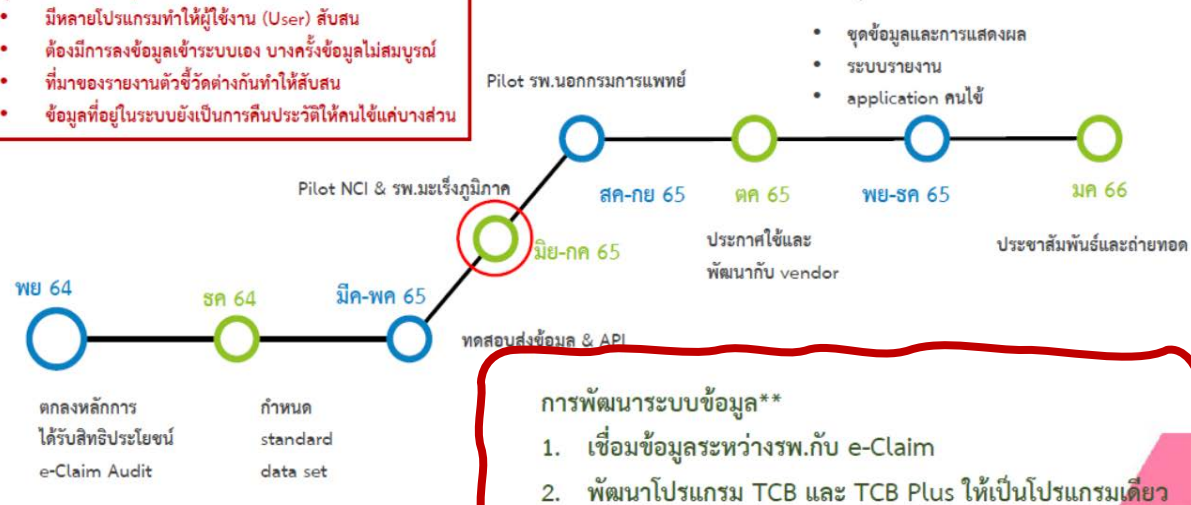 • มีหลายโปรแกรมทำให้ผู้ใช้งาน (User) สับสน
• ต้องมีการลงข้อมูลเข้าระบบเอง บางครั้งข้อมูลไม่สมบูรณ์
• ที่มาของรายงานตัวชี้วัดต่างกันทำให้สับสน
• ข้อมูลที่อยู่ในระบบยังเป็นการคืนประวัติให้คนไข้แค่บางส่วน
• ชุดข้อมูลและการแสดงผล
• ระบบรายงาน
• application คนไข้
Pilot รพ.นอกกรมการแพทย์
Pilot NCI & รพ.มะเร็งภูมิภาค
สค-กย 65
ตค 65
พย-ธค 65
มค 66
มิย-กค 65
ประกาศใช้และ
พัฒนากับ vendor
ประชาสัมพันธ์และถ่ายทอด
พย 64
ธค 64
มีค-พค 65
ทดสอบส่งข้อมูล & API
ตกลงหลักการ
ได้รับสิทธิประโยชน์
e-Claim Audit
กำหนด
standard
data set
การพัฒนาระบบข้อมูล**
1. เชื่อมข้อมูลระหว่างรพ.กับ e-Claim
2. พัฒนาโปรแกรม TCB และ TCB Plus ให้เป็นโปรแกรมเดียว